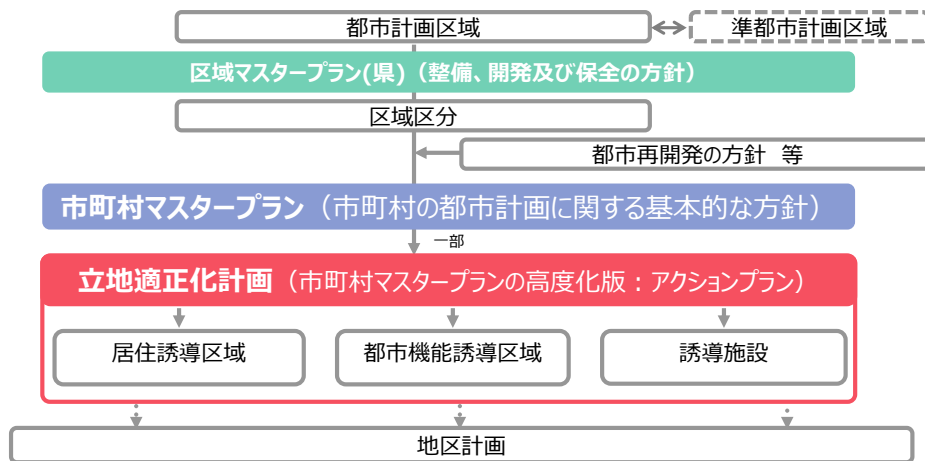 都市計画区域
準都市計画区域
区域マスタープラン(県)（整備、開発及び保全の方針）
区域区分
都市再開発の方針 等
市町村マスタープラン（市町村の都市計画に関する基本的な方針）
一部
立地適正化計画（市町村マスタープランの高度化版：アクションプラン）
居住誘導区域
都市機能誘導区域
誘導施設
地区計画